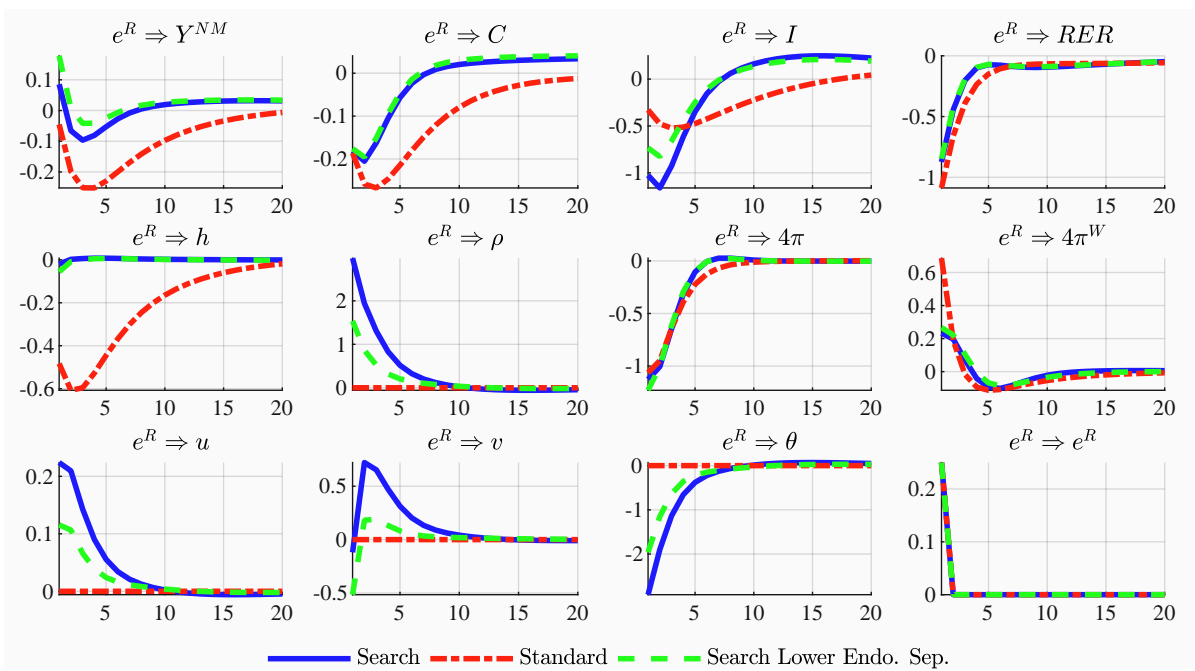 e^R ⇒ Y^{NM} e^R ⇒ C e^R ⇒ I e^R ⇒ RER
0.1 0 -0.1 -0.2 5 10 15 20
0 -0.1 -0.2 5 10 15 20
0 -0.5 -1 5 10 15 20
0 -0.5 -1 5 10 15 20
e^R ⇒ h e^R ⇒ ρ e^R ⇒ 4π e^R ⇒ 4π^W
0 -0.2 -0.4 -0.6 5 10 15 20
2 1 0 5 10 15 20
0 -0.5 -1 5 10 15 20
0.6 0.4 0.2 0 5 10 15 20
e^R ⇒ u e^R ⇒ v e^R ⇒ θ e^R ⇒ e^R
0.2 0.1 0 5 10 15 20
0.5 0 -0.5 5 10 15 20
0 -1 -2 5 10 15 20
0.2 0.1 0 5 10 15 20
Search Standard Search Lower Endo. Sep.